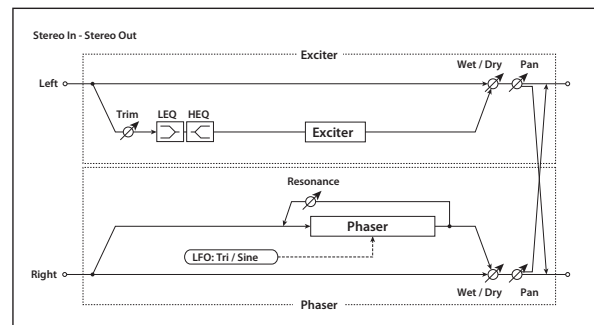 Stereo In - Stereo Out
Exciter
Wet / Dry Pan
Left
Trim LEQ HEQ
Exciter
Resonance
Phaser
LFO: Tri / Sine
Right
Wet / Dry Pan
Phaser